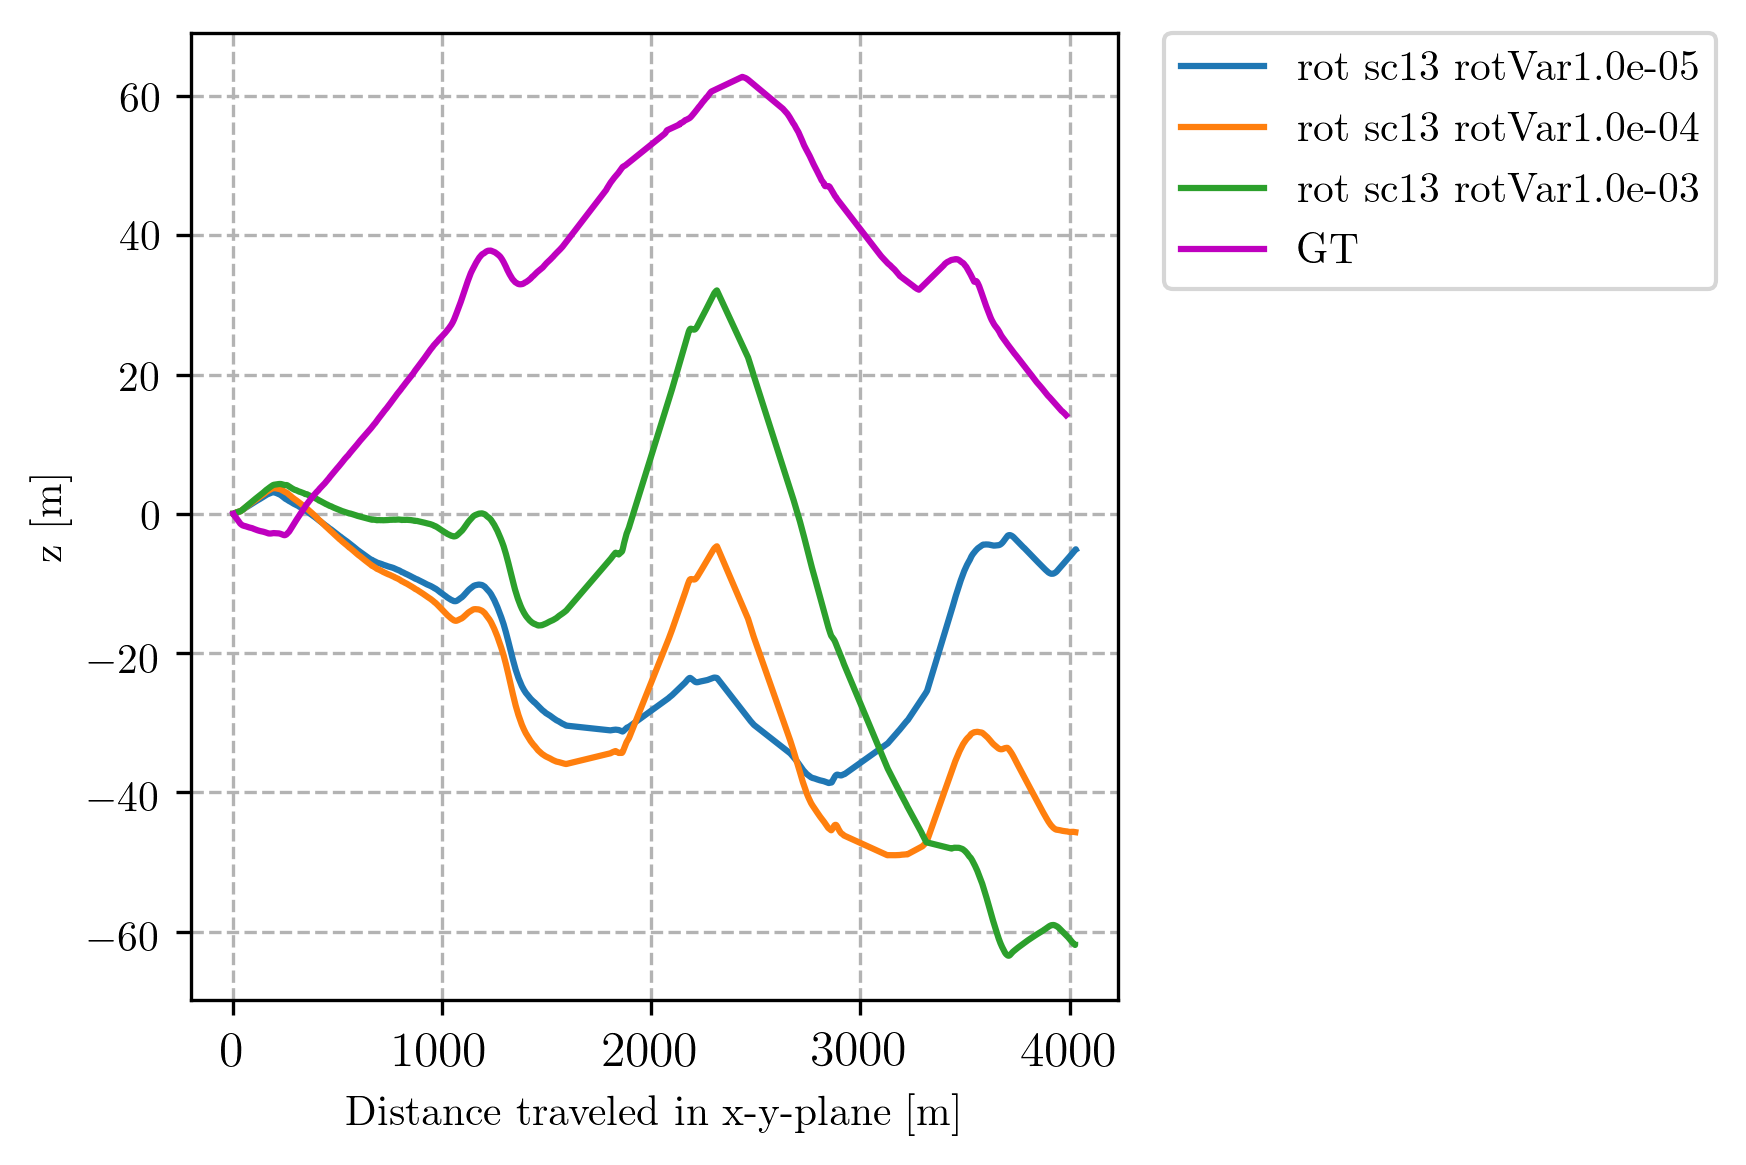 60
40
20
0
−20
−40
−60
z [m]
0 1000 2000 3000 4000
Distance traveled in x-y-plane [m]
rot sc13 rotVar1.0e-05
rot sc13 rotVar1.0e-04
rot sc13 rotVar1.0e-03
GT